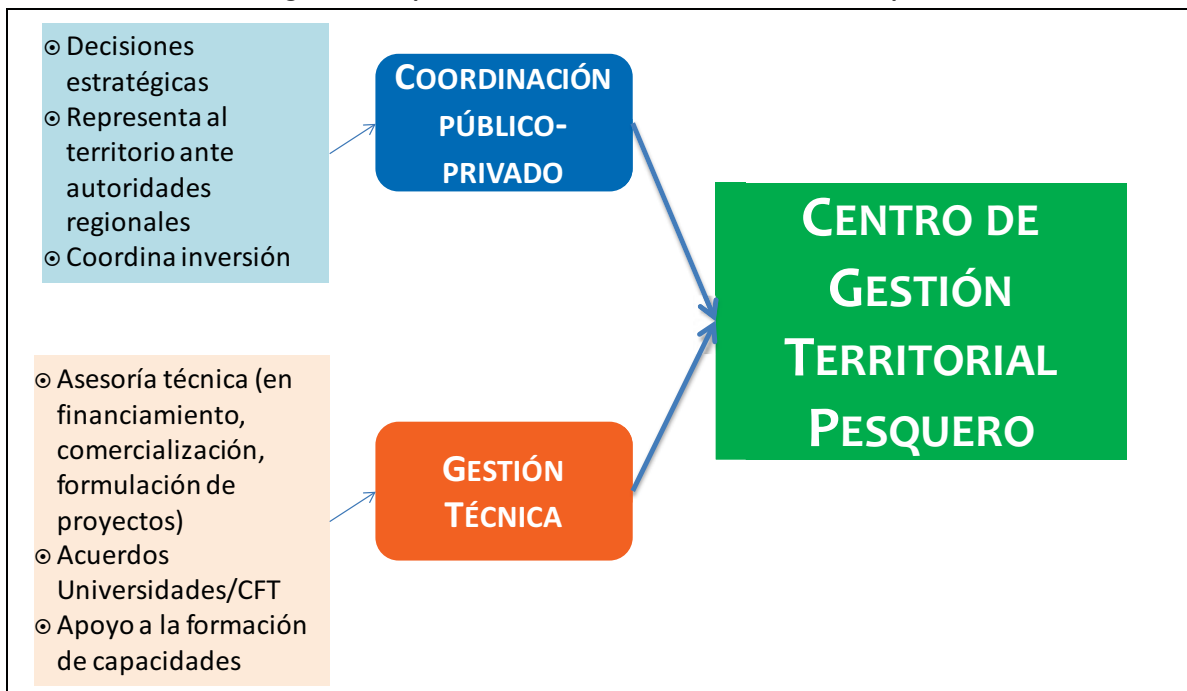 ⊙ Decisiones
estratégicas
⊙ Representa al
territorio ante
autoridades
regionales
⊙ Coordina inversión
COORDINACIÓN
PÚBLICO-
PRIVADO
CENTRO DE
GESTIÓN
TERRITORIAL
PESQUERO
⊙ Asesoría técnica (en
financiamiento,
comercialización,
formulación de
proyectos)
⊙ Acuerdos
Universidades/CFT
⊙ Apoyo a la formación
de capacidades
GESTIÓN
TÉCNICA